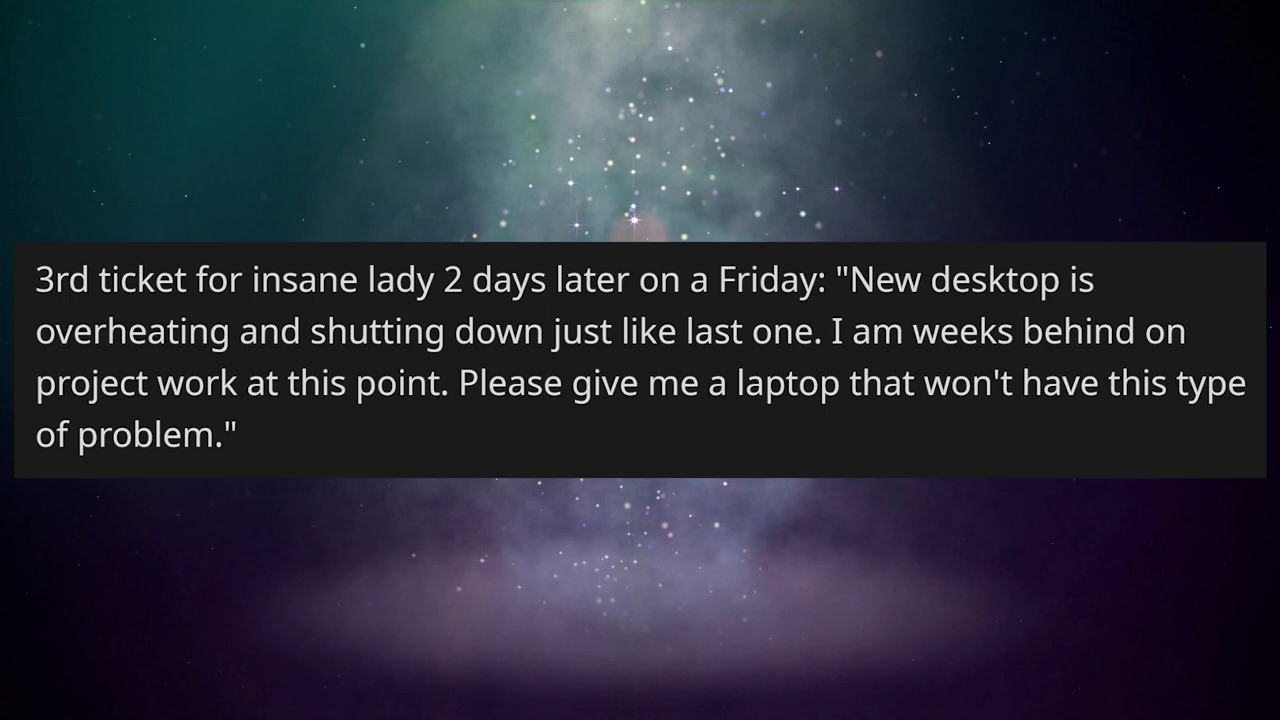 3rd ticket for insane lady 2 days later on a Friday: "New desktop is
overheating and shutting down just like last one. I am weeks behind on
project work at this point. Please give me a laptop that won't have this type
of problem."